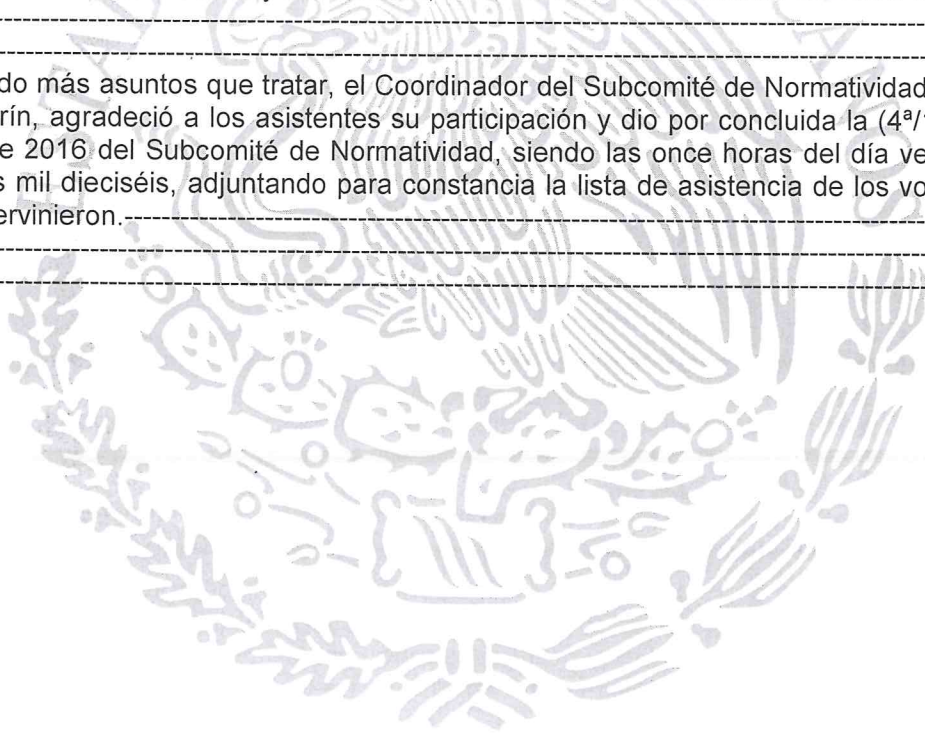 do más asuntos que tratar, el Coordinador del Subcomité de Normatividad
rín, agradeció a los asistentes su participación y dio por concluida la (4ª/
e 2016 del Subcomité de Normatividad, siendo las once horas del día ve
s mil dieciséis, adjuntando para constancia la lista de asistencia de los vo
ervinieron.------------------------------------------------